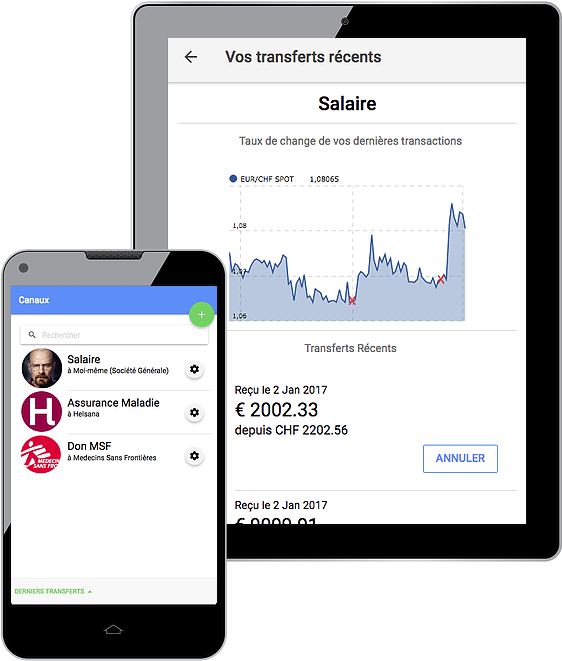 Vos transferts récents
Salaire
Taux de change de vos dernières transactions
EUR/CHF SPOT 1,08065
1,08
1,07
1,06
Transferts Récents
Reçu le 2 Jan 2017
€ 2002.33
depuis CHF 2202.56
ANNULER
Reçu le 2 Jan 2017
Canaux
+
Rechercher
Salaire
à Moi-même (Société Générale)
H
Assurance Maladie
à Helsana
MEDECINS
SANS FRO
Don MSF
à Medecins Sans Frontières
DERNIERS TRANSFERTS